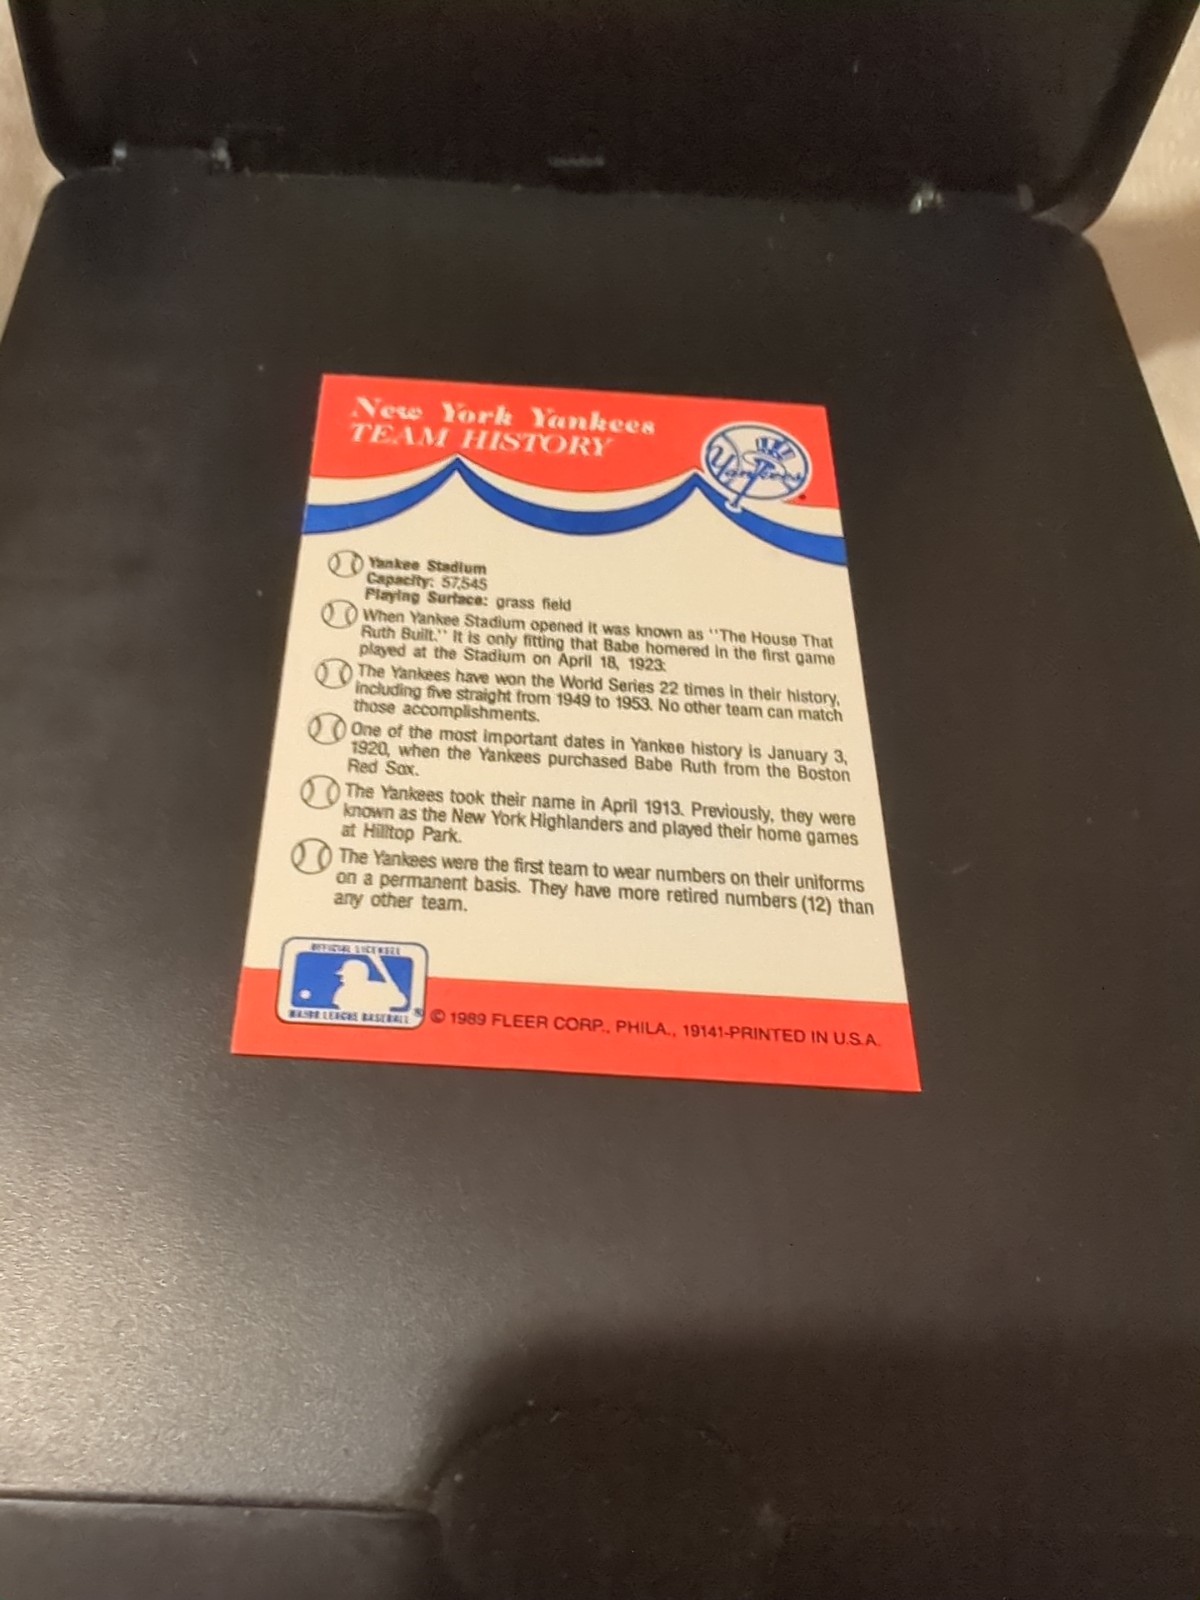 New York Yankees
TEAM HISTORY
Yankees
Yankee Stadium
Capacity: 57,545
Playing Surface: grass field
When Yankee Stadium opened it was known as "The House That
Ruth Built." It is only fitting that Babe homered in the first game
played at the Stadium on April 18, 1923.
The Yankees have won the World Series 22 times in their history,
including five straight from 1949 to 1953. No other team can match
those accomplishments.
One of the most important dates in Yankee history is January 3,
1920, when the Yankees purchased Babe Ruth from the Boston
Red Sox.
The Yankees took their name in April 1913. Previously, they were
known as the New York Highlanders and played their home games
at Hilltop Park.
The Yankees were the first team to wear numbers on their uniforms
on a permanent basis. They have more retired numbers (12) than
any other team.
OFFICIAL LICENSEE
MAJOR LEAGUE BASEBALL ®
© 1989 FLEER CORP., PHILA., 19141-PRINTED IN U.S.A.